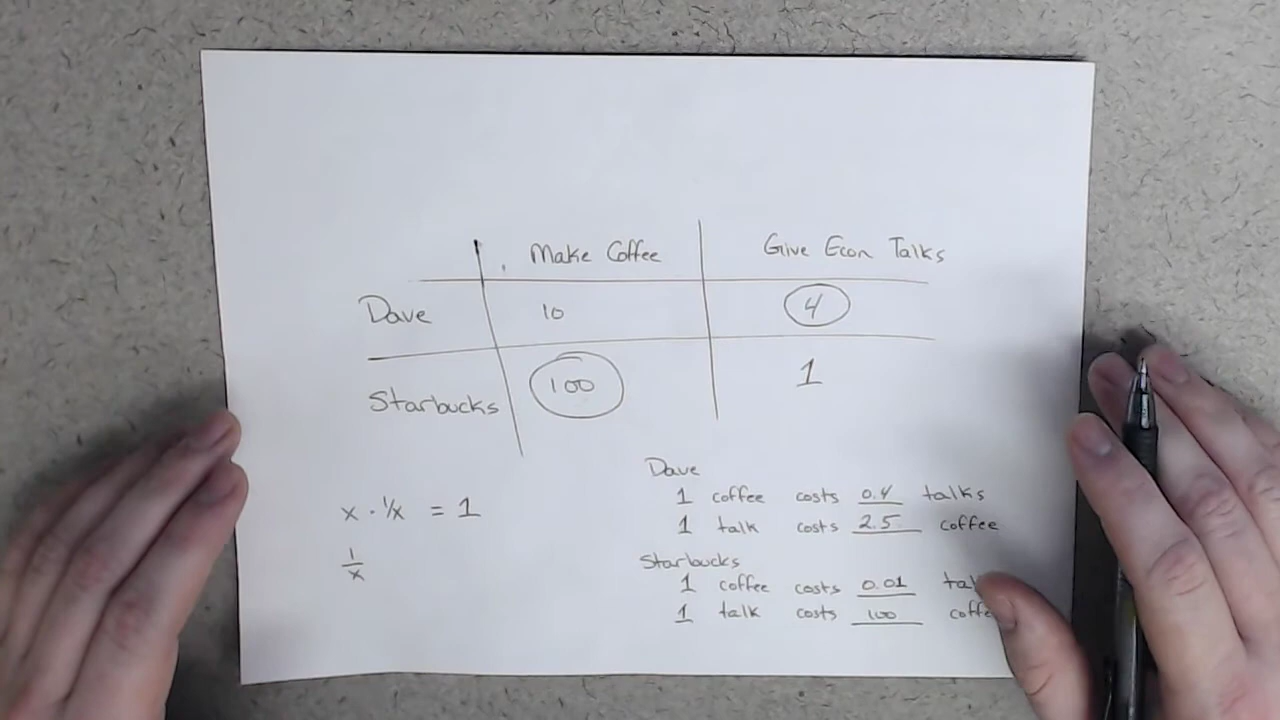 Make Coffee Give Econ Talks
Dave 10 4
Starbucks 100 1
Dave
1 coffee costs 0.4 talks
1 talk costs 2.5 coffee
x · 1/x = 1
1/x
Starbucks
1 coffee costs 0.01
1 talk costs 100